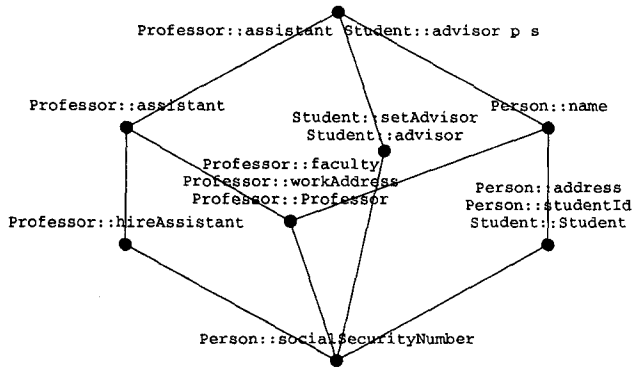 Professor::assistant Student::advisor p s
Professor::assistant
Person::name
Student::setAdvisor
Student::advisor
Professor::faculty
Professor::workAddress
Professor::Professor
Person::address
Person::studentId
Student::Student
Professor::hireAssistant
Person::socialSecurityNumber